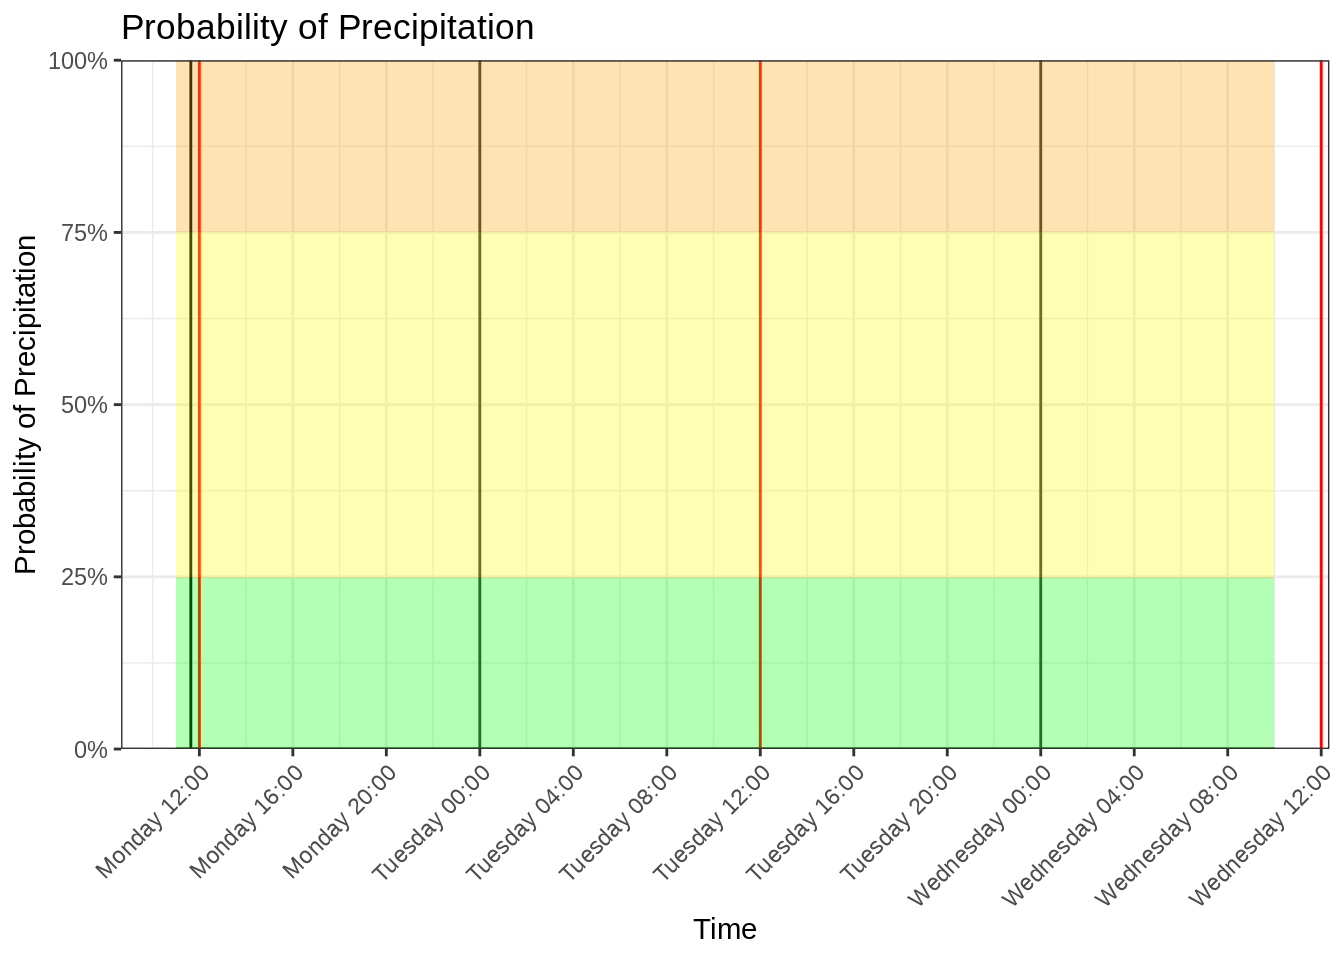 Probability of Precipitation
Probability of Precipitation
100%
75%
50%
25%
0%
Monday 12:00
Monday 16:00
Monday 20:00
Tuesday 00:00
Tuesday 04:00
Tuesday 08:00
Tuesday 12:00
Tuesday 16:00
Tuesday 20:00
Wednesday 00:00
Wednesday 04:00
Wednesday 08:00
Wednesday 12:00
Time